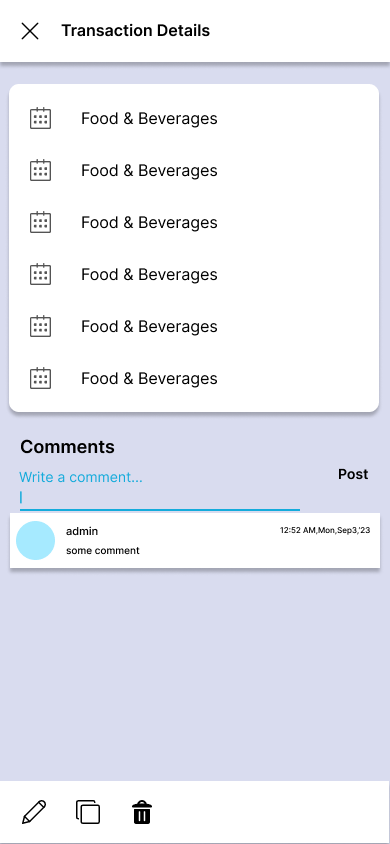 Transaction Details
Food & Beverages
Food & Beverages
Food & Beverages
Food & Beverages
Food & Beverages
Food & Beverages
Comments
Write a comment...
Post
admin
12:52 AM,Mon,Sep3,'23
some comment